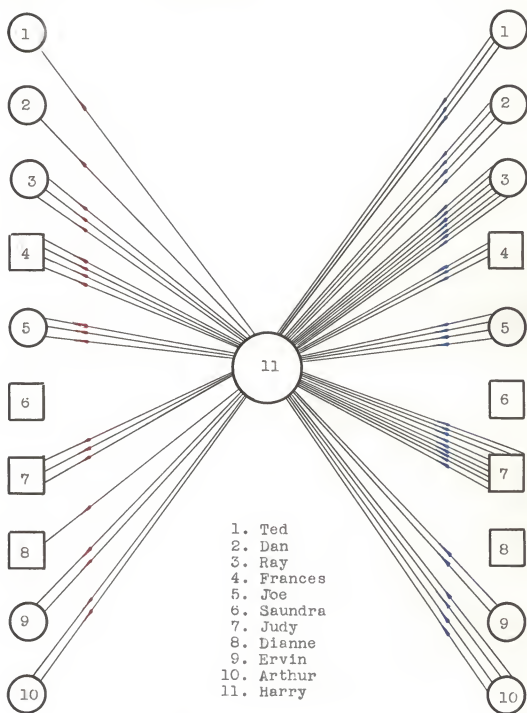 1 1
2 2
3 3
4 4
5 5
11
6 6
7 7
8 8
9 9
10 10
1. Ted
2. Dan
3. Ray
4. Frances
5. Joe
6. Saundra
7. Judy
8. Dianne
9. Ervin
10. Arthur
11. Harry